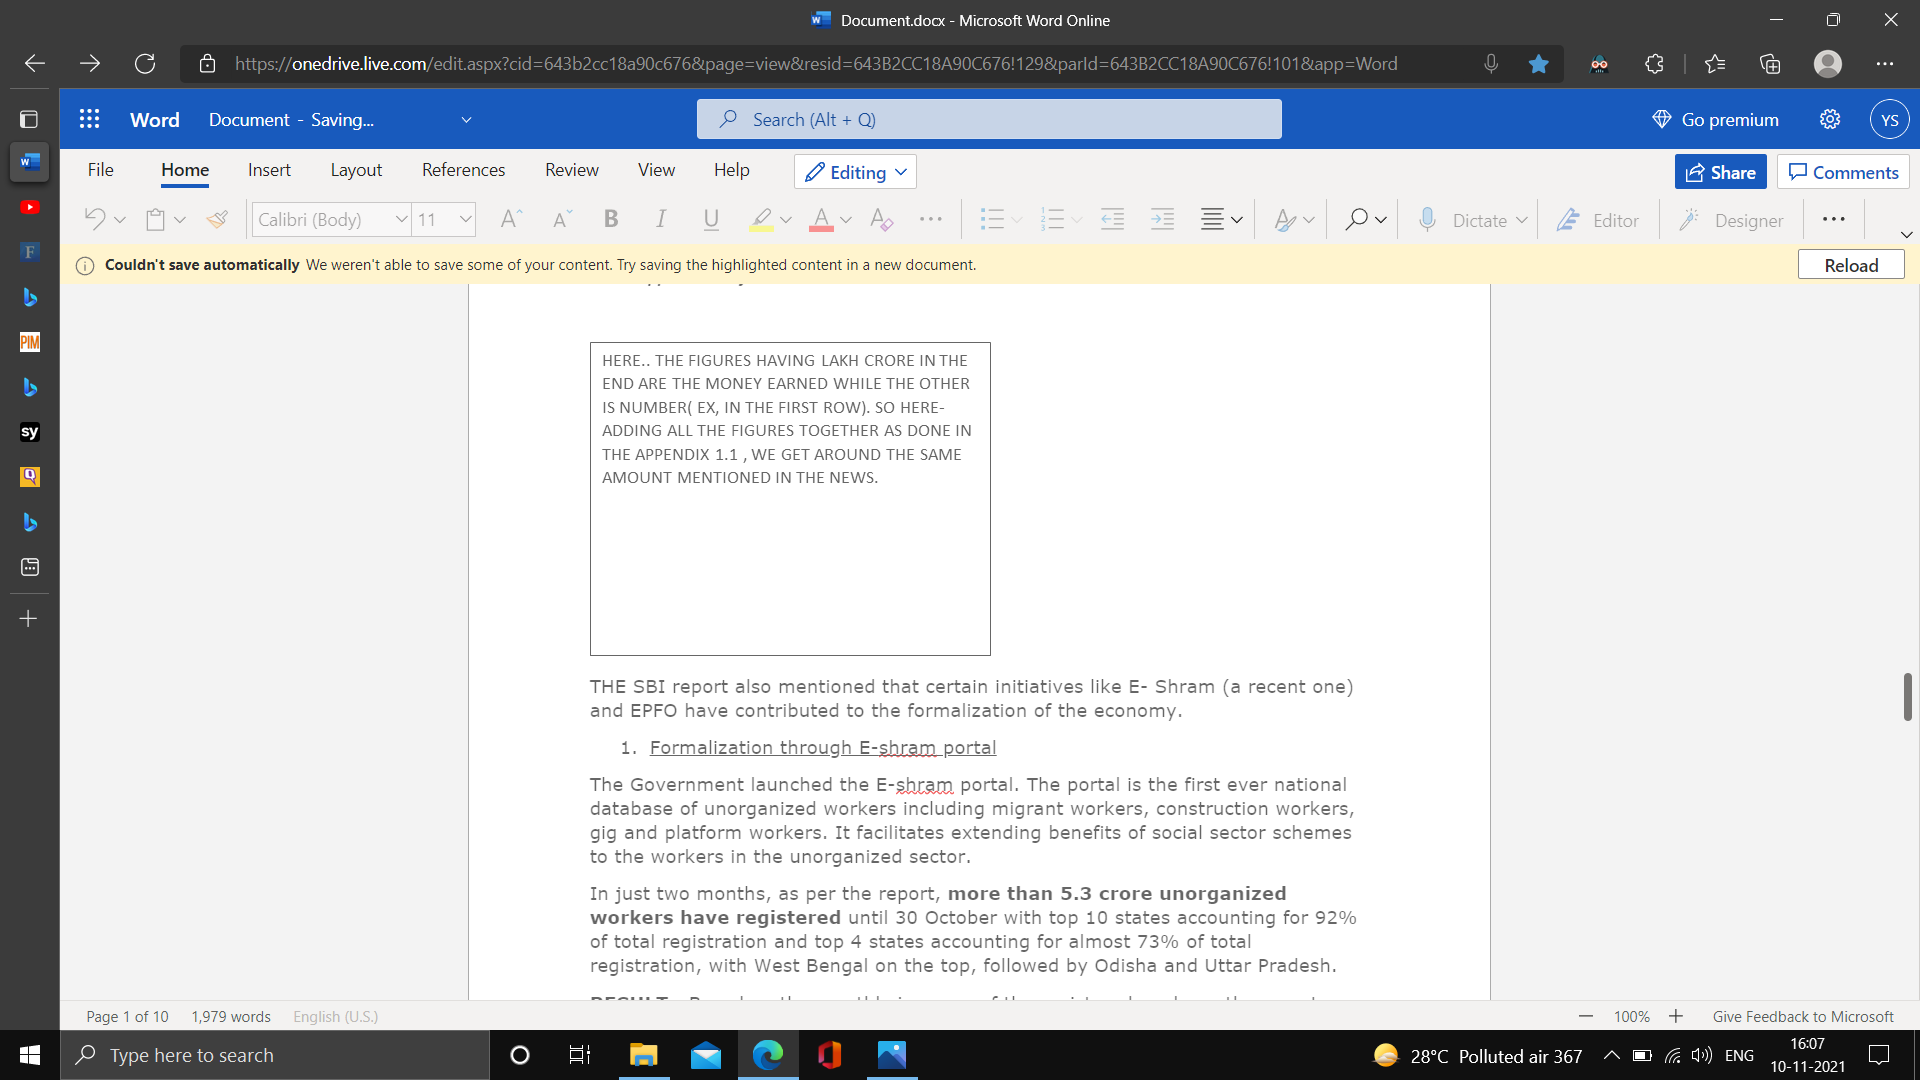 Document.docx - Microsoft Word Online
https://onedrive.live.com/edit.aspx?cid=643b2cc18a90c676&page=view&resid=643B2CC18A90C676!129&parId=643B2CC18A90C676!101&app=Word
Word Document - Saving... Search (Alt + Q) Go premium YS
File Home Insert Layout References Review View Help Editing Share Comments
Calibri (Body) 11 A A B I U A A Dictate Editor Designer
Couldn't save automatically We weren't able to save some of your content. Try saving the highlighted content in a new document. Reload
HERE.. THE FIGURES HAVING LAKH CRORE IN THE
END ARE THE MONEY EARNED WHILE THE OTHER
IS NUMBER( EX, IN THE FIRST ROW). SO HERE-
ADDING ALL THE FIGURES TOGETHER AS DONE IN
THE APPENDIX 1.1 , WE GET AROUND THE SAME
AMOUNT MENTIONED IN THE NEWS.
THE SBI report also mentioned that certain initiatives like E- Shram (a recent one)
and EPFO have contributed to the formalization of the economy.
1. Formalization through E-shram portal
The Government launched the E-shram portal. The portal is the first ever national
database of unorganized workers including migrant workers, construction workers,
gig and platform workers. It facilitates extending benefits of social sector schemes
to the workers in the unorganized sector.
In just two months, as per the report, more than 5.3 crore unorganized
workers have registered until 30 October with top 10 states accounting for 92%
of total registration and top 4 states accounting for almost 73% of total
registration, with West Bengal on the top, followed by Odisha and Uttar Pradesh.
Page 1 of 10 1,979 words English (U.S.) 100% Give Feedback to Microsoft
Type here to search 28°C Polluted air 367 ENG 16:07
10-11-2021
F
PIM
sy